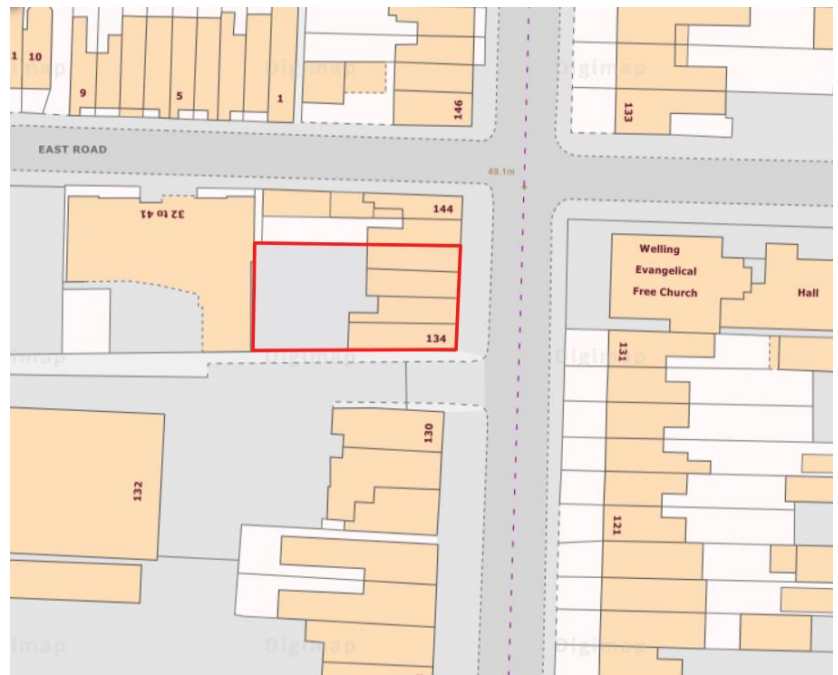 1 10
9
5
1
146
133
Digimap
Digimap
EAST ROAD
49.1m
32 to 41
144
Welling
Evangelical
Free Church
Hall
134
131
Digimap
Digimap
130
132
121
Digimap
Digimap